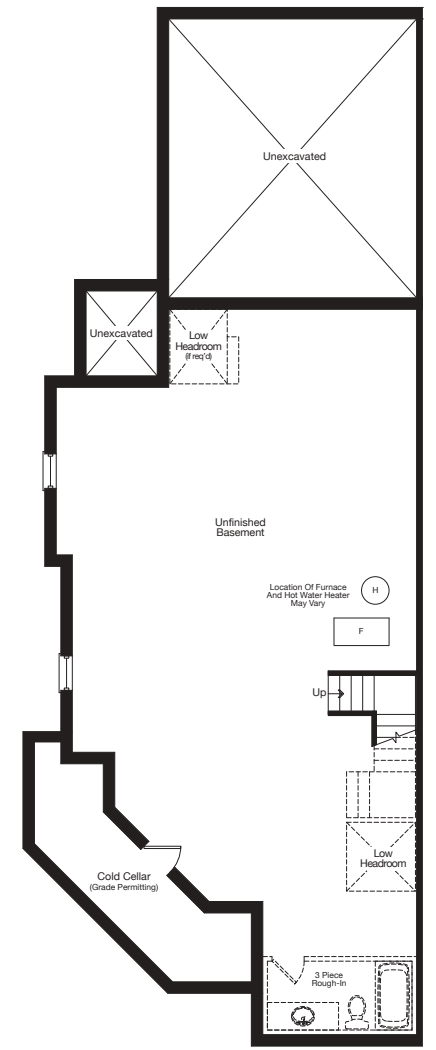 Unexcavated
Unexcavated
Low
Headroom
(if req'd)
Unfinished
Basement
Location Of Furnace
And Hot Water Heater
May Vary
H
F
Up
Low
Headroom
Cold Cellar
(Grade Permitting)
3 Piece
Rough-In